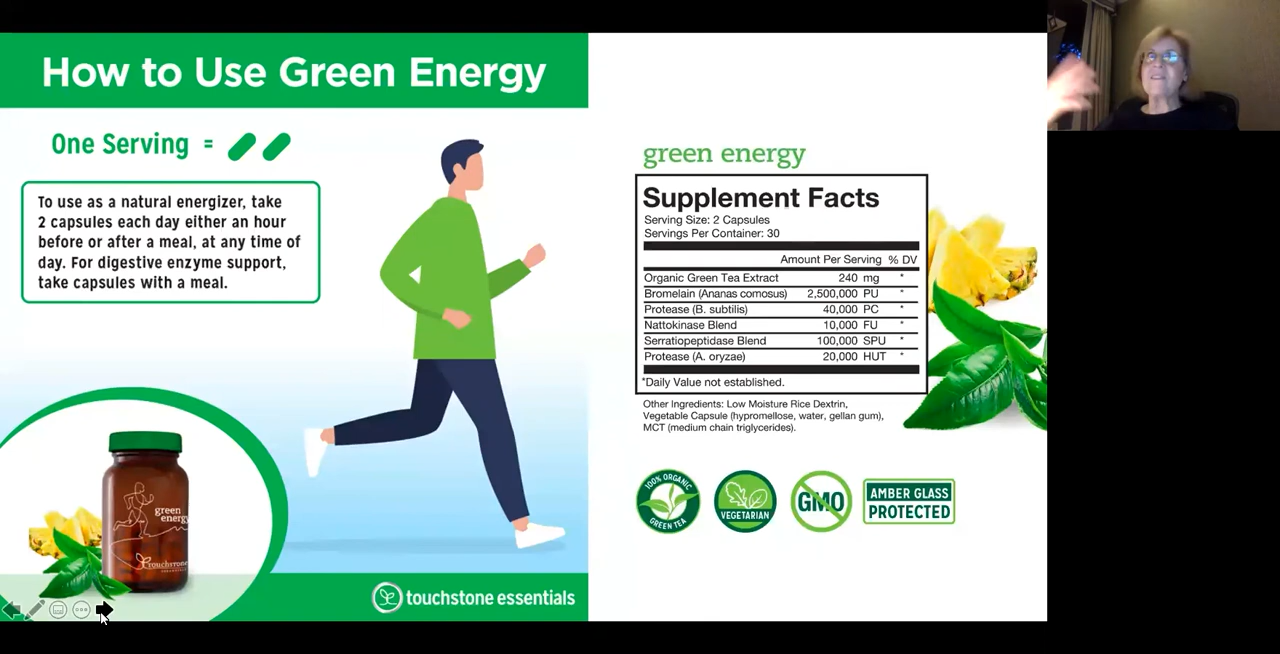 How to Use Green Energy
One Serving =
To use as a natural energizer, take
2 capsules each day either an hour
before or after a meal, at any time of
day. For digestive enzyme support,
take capsules with a meal.
green
energy
touchstone
touchstone essentials
green energy
Supplement Facts
Serving Size: 2 Capsules
Servings Per Container: 30
Amount Per Serving % DV
Organic Green Tea Extract 240 mg *
Bromelain (Ananas comosus) 2,500,000 PU *
Protease (B. subtilis) 40,000 PC *
Nattokinase Blend 10,000 FU *
Serratiopeptidase Blend 100,000 SPU *
Protease (A. oryzae) 20,000 HUT *
*Daily Value not established.
Other Ingredients: Low Moisture Rice Dextrin,
Vegetable Capsule (hypromellose, water, gellan gum),
MCT (medium chain triglycerides).
100% ORGANIC
GREEN TEA
VEGETARIAN
GMO
AMBER GLASS
PROTECTED